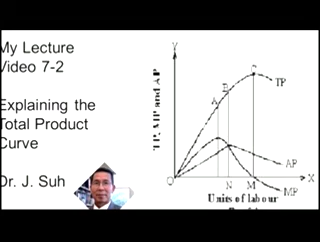 My Lecture
Video 7-2
Explaining the
Total Product
Curve
Dr. J. Suh
Y
TP, MP and AP
A
B
C
TP
AP
MP
O
N
M
X
Units of labour